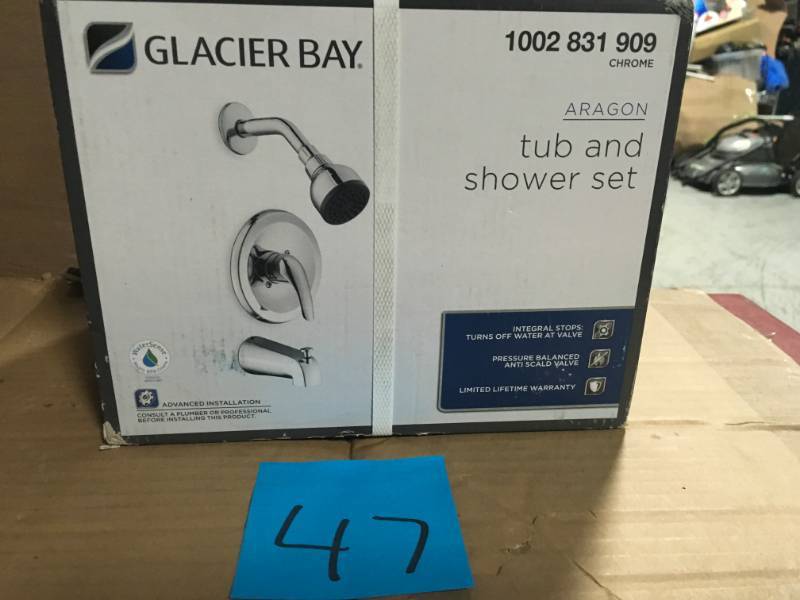 GLACIER BAY®
1002 831 909
CHROME
ARAGON
tub and
shower set
INTEGRAL STOPS:
TURNS OFF WATER AT VALVE
PRESSURE BALANCED
ANTI SCALD VALVE
LIMITED LIFETIME WARRANTY
WaterSense
ADVANCED INSTALLATION
CONSULT A PLUMBER OR PROFESSIONAL
BEFORE INSTALLING THIS PRODUCT.
47